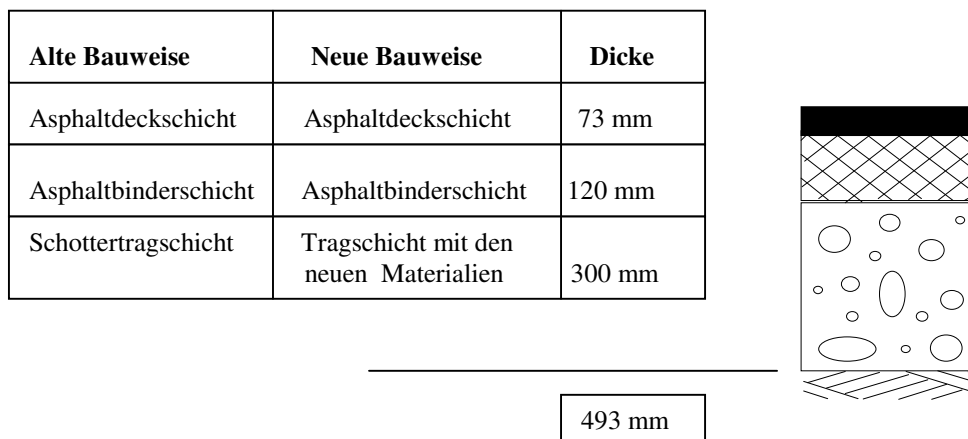 Alte Bauweise Neue Bauweise Dicke
Asphaltdeckschicht Asphaltdeckschicht 73 mm
Asphaltbinderschicht Asphaltbinderschicht 120 mm
Schottertragschicht Tragschicht mit den
neuen Materialien 300 mm
493 mm